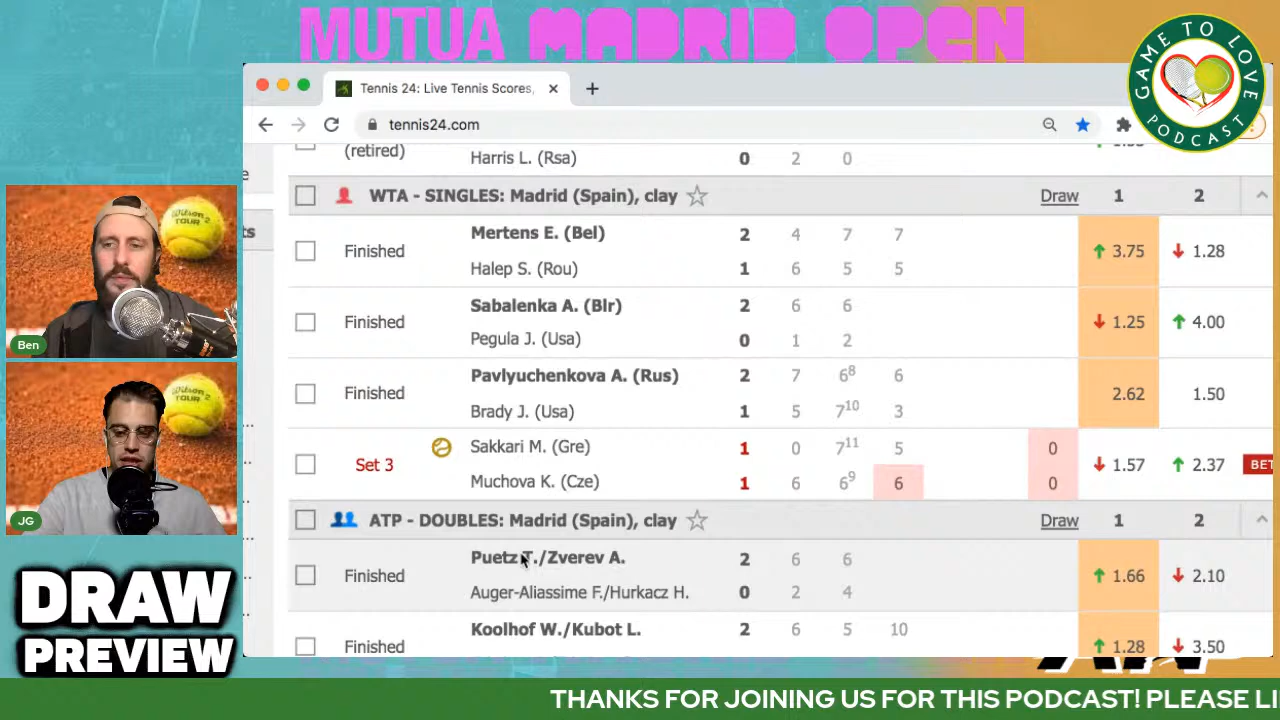 MUTUA MADRID OPEN
GAME TO LOVE PODCAST
Tennis 24: Live Tennis Scores,
tennis24.com
(retired)
Harris L. (Rsa) 0 2 0
WTA - SINGLES: Madrid (Spain), clay Draw 1 2
Mertens E. (Bel) 2 4 7 7
Finished 3.75 1.28
Halep S. (Rou) 1 6 5 5
Sabalenka A. (Blr) 2 6 6
Finished 1.25 4.00
Pegula J. (Usa) 0 1 2
Pavlyuchenkova A. (Rus) 2 7 6⁸ 6
Finished 2.62 1.50
Brady J. (Usa) 1 5 7¹⁰ 3
Sakkari M. (Gre) 1 0 7¹¹ 5 0
Set 3 1.57 2.37 BET
Muchova K. (Cze) 1 6 6⁹ 6 0
ATP - DOUBLES: Madrid (Spain), clay Draw 1 2
Puetz T./Zverev A. 2 6 6
Finished 1.66 2.10
Auger-Aliassime F./Hurkacz H. 0 2 4
Koolhof W./Kubot L. 2 6 5 10
Finished 1.28 3.50
Wilson
TOUR
Ben
Wilson
TOUR
JG
DRAW
PREVIEW
THANKS FOR JOINING US FOR THIS PODCAST! PLEASE LI